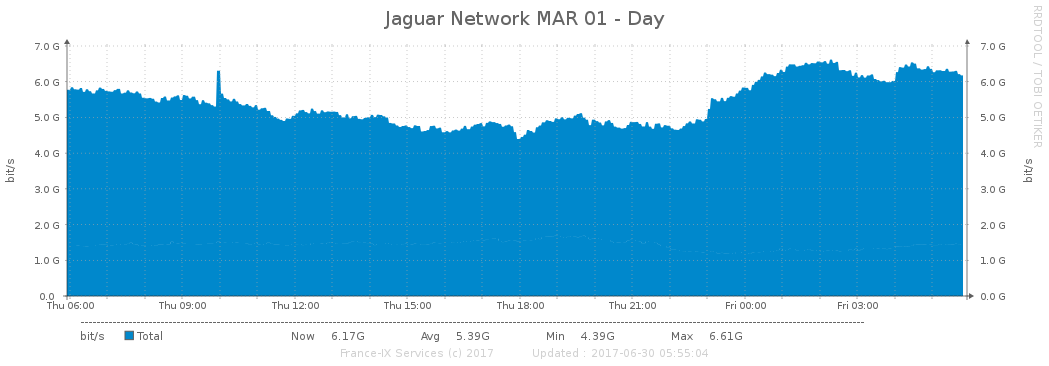 Jaguar Network MAR 01 - Day
RRDTOOL / TOBI OETIKER
7.0 G 7.0 G
6.0 G 6.0 G
5.0 G 5.0 G
4.0 G 4.0 G
3.0 G 3.0 G
2.0 G 2.0 G
1.0 G 1.0 G
0.0 0.0 G
bit/s bit/s
Thu 06:00 Thu 09:00 Thu 12:00 Thu 15:00 Thu 18:00 Thu 21:00 Fri 00:00 Fri 03:00
bit/s Total Now 6.17G Avg 5.39G Min 4.39G Max 6.61G
France-IX Services (c) 2017 Updated : 2017-06-30 05:55:04